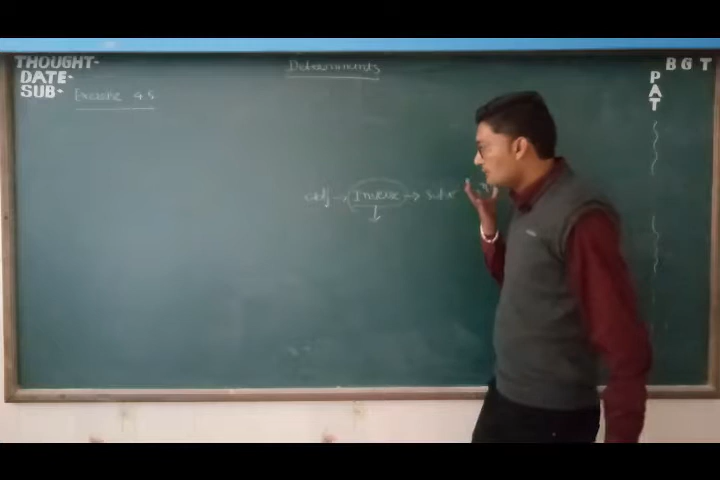 THOUGHT-
DATE-
SUB-
Determinants
B G T
P
A
T
Exercise 4.5
adj → Inverse → Solve